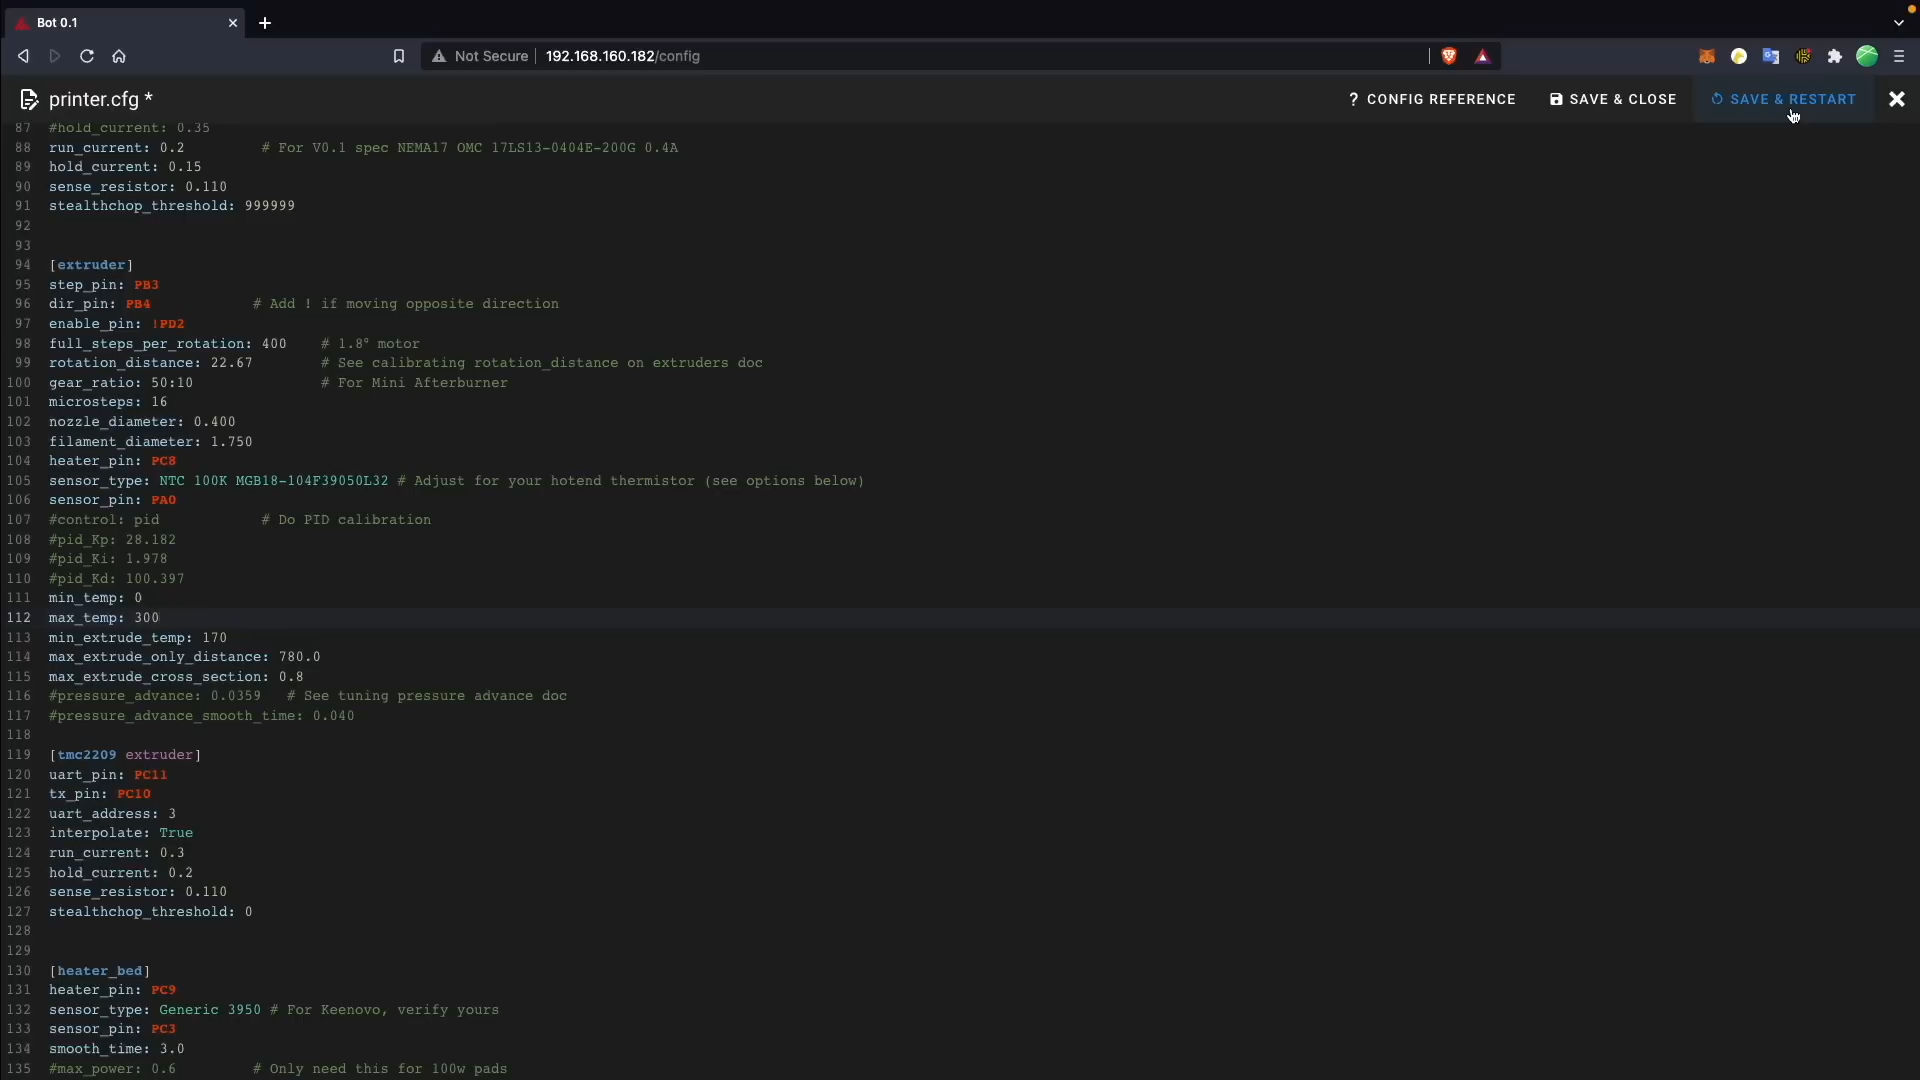 Bot 0.1
Not Secure 192.168.160.182/config
printer.cfg *
? CONFIG REFERENCE
SAVE & CLOSE
SAVE & RESTART
87 #hold_current: 0.35
88 run_current: 0.2 # For V0.1 spec NEMA17 OMC 17LS13-0404E-200G 0.4A
89 hold_current: 0.15
90 sense_resistor: 0.110
91 stealthchop_threshold: 999999
92
93
94 [extruder]
95 step_pin: PB3
96 dir_pin: PB4 # Add ! if moving opposite direction
97 enable_pin: !PD2
98 full_steps_per_rotation: 400 # 1.8° motor
99 rotation_distance: 22.67 # See calibrating rotation_distance on extruders doc
100 gear_ratio: 50:10 # For Mini Afterburner
101 microsteps: 16
102 nozzle_diameter: 0.400
103 filament_diameter: 1.750
104 heater_pin: PC8
105 sensor_type: NTC 100K MGB18-104F39050L32 # Adjust for your hotend thermistor (see options below)
106 sensor_pin: PA0
107 #control: pid # Do PID calibration
108 #pid_Kp: 28.182
109 #pid_Ki: 1.978
110 #pid_Kd: 100.397
111 min_temp: 0
112 max_temp: 300
113 min_extrude_temp: 170
114 max_extrude_only_distance: 780.0
115 max_extrude_cross_section: 0.8
116 #pressure_advance: 0.0359 # See tuning pressure advance doc
117 #pressure_advance_smooth_time: 0.040
118
119 [tmc2209 extruder]
120 uart_pin: PC11
121 tx_pin: PC10
122 uart_address: 3
123 interpolate: True
124 run_current: 0.3
125 hold_current: 0.2
126 sense_resistor: 0.110
127 stealthchop_threshold: 0
128
129
130 [heater_bed]
131 heater_pin: PC9
132 sensor_type: Generic 3950 # For Keenovo, verify yours
133 sensor_pin: PC3
134 smooth_time: 3.0
135 #max_power: 0.6 # Only need this for 100w pads